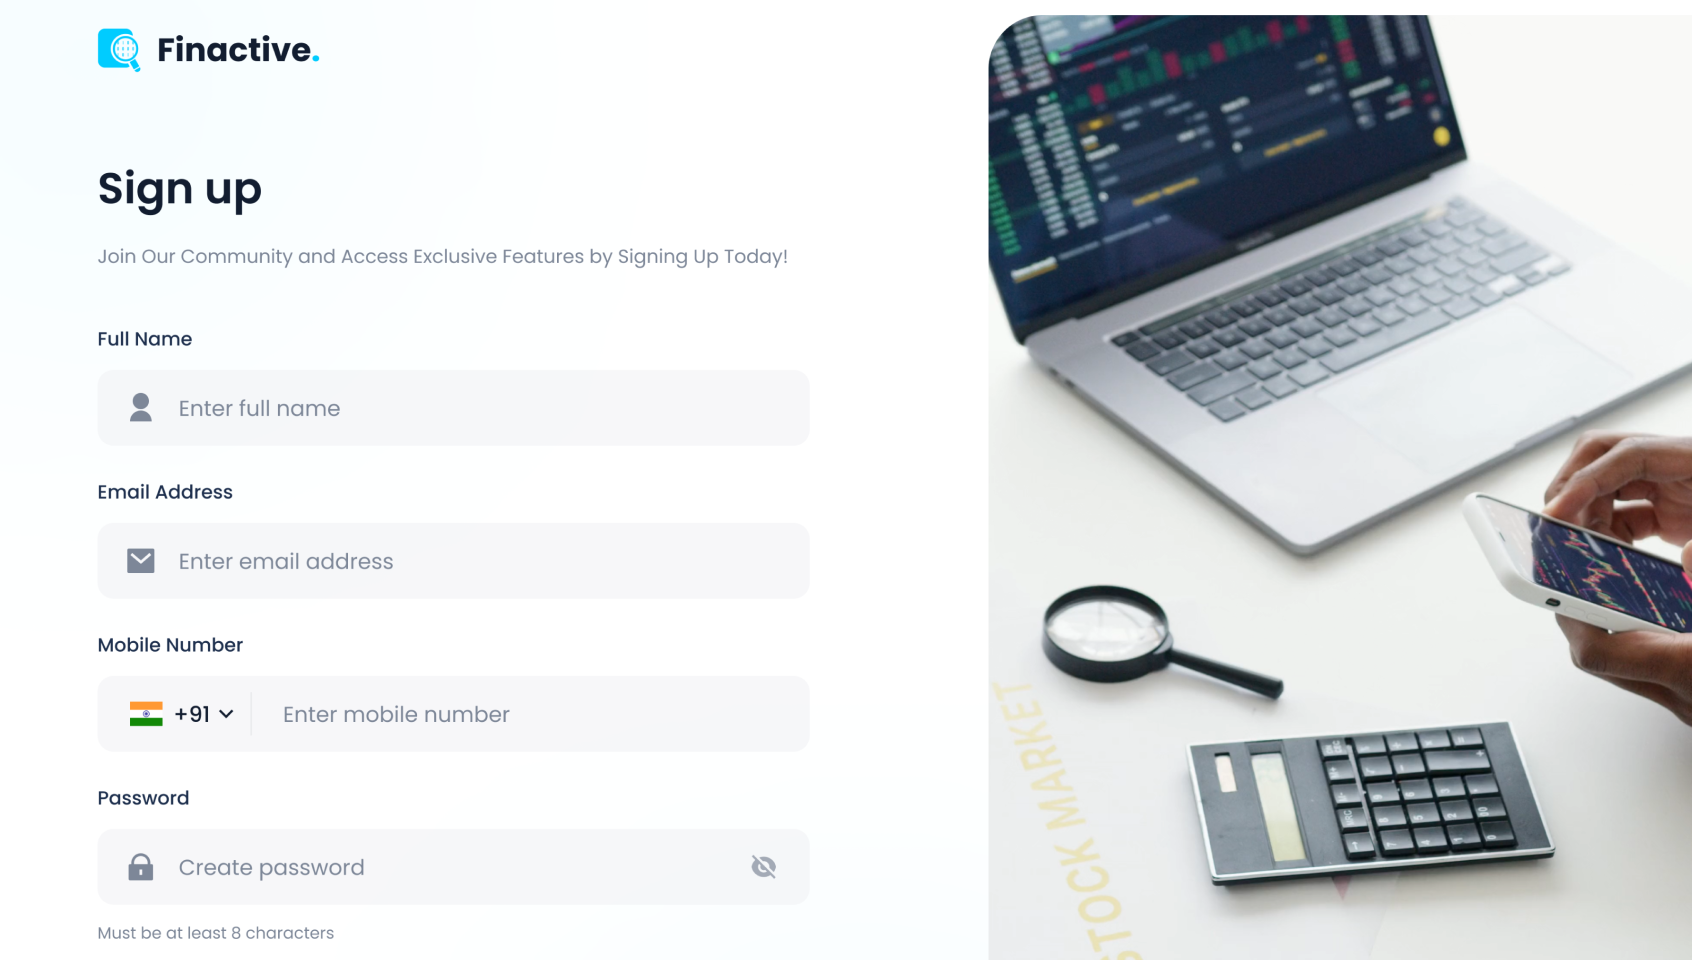 Finactive.
Sign up
Join Our Community and Access Exclusive Features by Signing Up Today!
Full Name
Enter full name
Email Address
Enter email address
Mobile Number
+91
Enter mobile number
Password
Create password
Must be at least 8 characters
STOCK MARKET